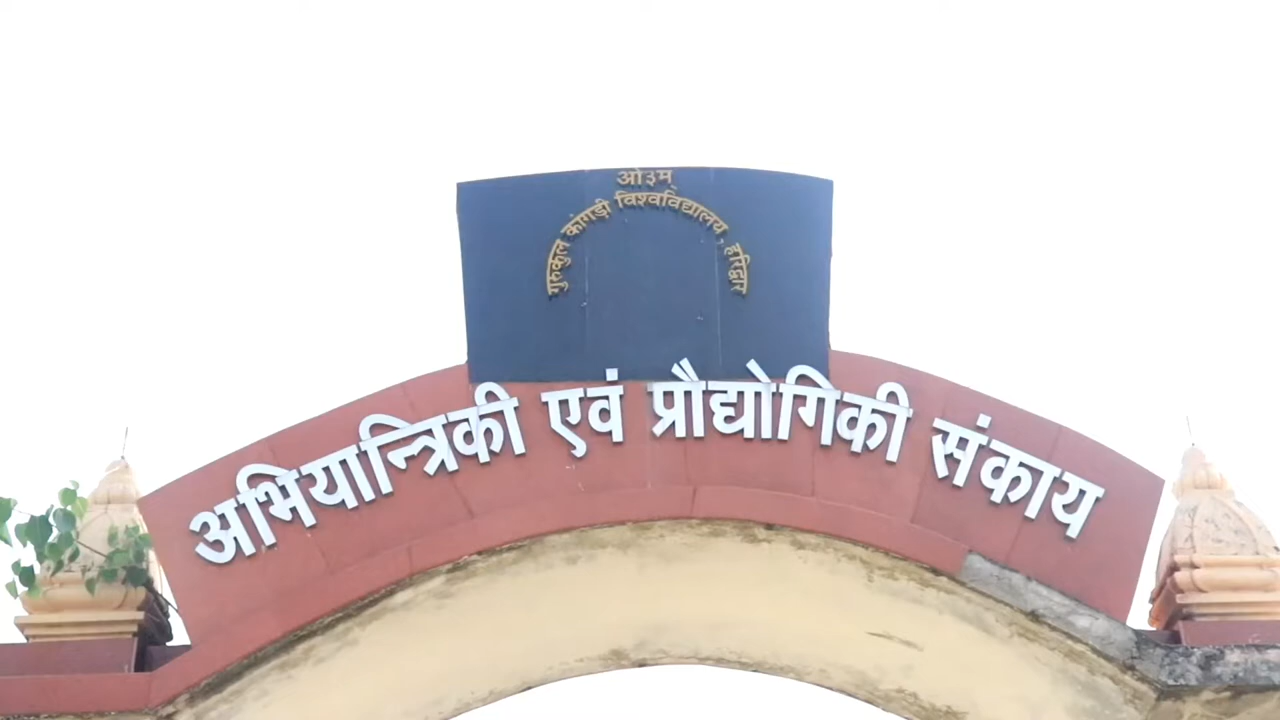 ओ३म्
गुरुकुल कांगड़ी विश्वविद्यालय, हरिद्वार
अभियान्त्रिकी एवं प्रौद्योगिकी संकाय